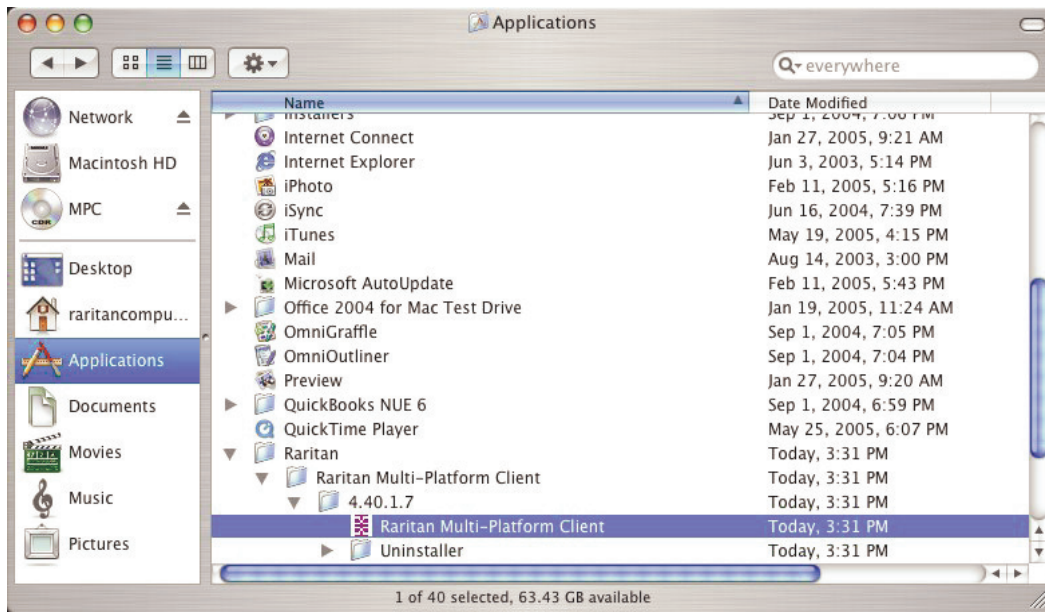 Applications
everywhere
Name Date Modified
Installers Sep 1, 2004, 7:06 PM
Internet Connect Jan 27, 2005, 9:21 AM
Internet Explorer Jun 3, 2003, 5:14 PM
iPhoto Feb 11, 2005, 5:16 PM
iSync Jun 16, 2004, 7:39 PM
iTunes May 19, 2005, 4:15 PM
Mail Aug 14, 2003, 3:00 PM
Microsoft AutoUpdate Feb 11, 2005, 5:43 PM
Office 2004 for Mac Test Drive Jan 19, 2005, 11:24 AM
OmniGraffle Sep 1, 2004, 7:05 PM
OmniOutliner Sep 1, 2004, 7:04 PM
Preview Jan 27, 2005, 9:20 AM
QuickBooks NUE 6 Sep 1, 2004, 6:59 PM
QuickTime Player May 25, 2005, 6:07 PM
Raritan Today, 3:31 PM
Raritan Multi-Platform Client Today, 3:31 PM
4.40.1.7 Today, 3:31 PM
Raritan Multi-Platform Client Today, 3:31 PM
Uninstaller Today, 3:31 PM
Network
Macintosh HD
MPC
CDR
Desktop
raritancompu...
Applications
Documents
Movies
Music
Pictures
1 of 40 selected, 63.43 GB available